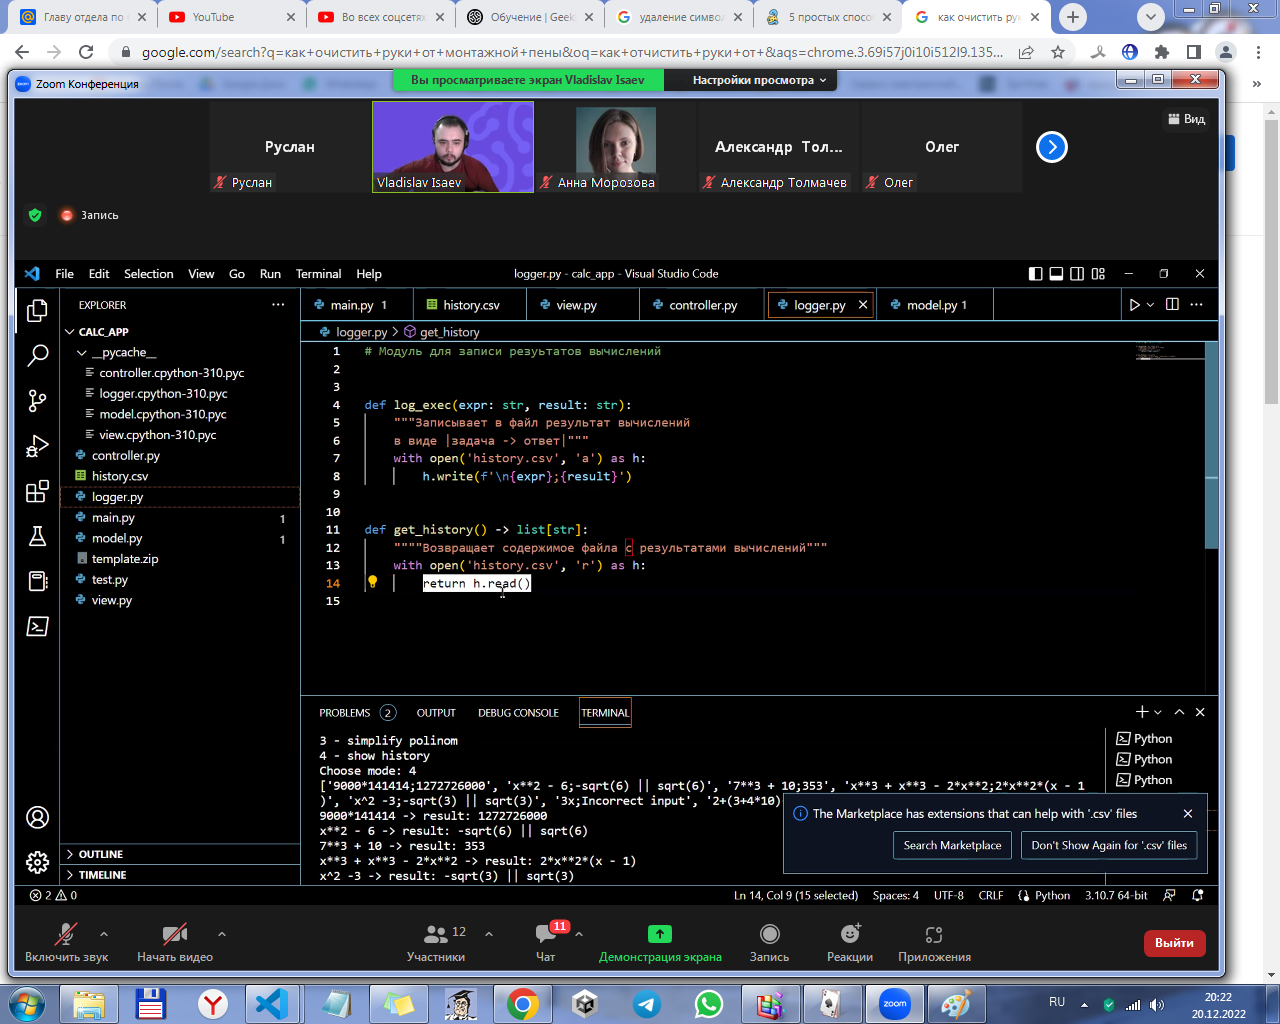 Главу отдела по
YouTube
Во всех соцсетях
Обучение | Geek
удаление симво
5 простых спосо
как очистить рук
google.com/search?q=как+очистить+руки+от+монтажной+пены&oq=как+отчистить+руки+от+&aqs=chrome.3.69i57j0i10i512l9.135...
Zoom Конференция
Вы просматриваете экран Vladislav Isaev
Настройки просмотра
Вид
Руслан
Александр Тол...
Олег
Руслан
Vladislav Isaev
Анна Морозова
Александр Толмачев
Олег
Запись
File Edit Selection View Go Run Terminal Help
logger.py - calc_app - Visual Studio Code
EXPLORER
main.py 1
history.csv
view.py
controller.py
logger.py
model.py 1
CALC_APP
logger.py > get_history
__pycache__
controller.cpython-310.pyc
logger.cpython-310.pyc
model.cpython-310.pyc
view.cpython-310.pyc
controller.py
history.csv
logger.py
main.py 1
model.py 1
template.zip
test.py
view.py
OUTLINE
TIMELINE
1 # Модуль для записи резуьтатов вычислений
2
3
4 def log_exec(expr: str, result: str):
5 """Записывает в файл результат вычислений
6 в виде |задача -> ответ|"""
7 with open('history.csv', 'a') as h:
8 h.write(f'\n{expr};{result}')
9
10
11 def get_history() -> list[str]:
12 """"Возвращает содержимое файла с результатами вычислений"""
13 with open('history.csv', 'r') as h:
14 return h.read()
15
PROBLEMS 2 OUTPUT DEBUG CONSOLE TERMINAL
3 - simplify polinom
4 - show history
Choose mode: 4
['9000*141414;1272726000', 'x**2 - 6;-sqrt(6) || sqrt(6)', '7**3 + 10;353', 'x**3 + x**3 - 2*x**2;2*x**2*(x - 1
)', 'x^2 -3;-sqrt(3) || sqrt(3)', '3x;Incorrect input', '2+(3+4*10)
9000*141414 -> result: 1272726000
x**2 - 6 -> result: -sqrt(6) || sqrt(6)
7**3 + 10 -> result: 353
x**3 + x**3 - 2*x**2 -> result: 2*x**2*(x - 1)
x^2 -3 -> result: -sqrt(3) || sqrt(3)
Python
Python
Python
The Marketplace has extensions that can help with '.csv' files
Search Marketplace
Don't Show Again for '.csv' files
2 0
Ln 14, Col 9 (15 selected) Spaces: 4 UTF-8 CRLF Python 3.10.7 64-bit
Включить звук
Начать видео
12
Участники
11
Чат
Демонстрация экрана
Запись
Реакции
Приложения
Выйти
zoom
RU
20:22
20.12.2022